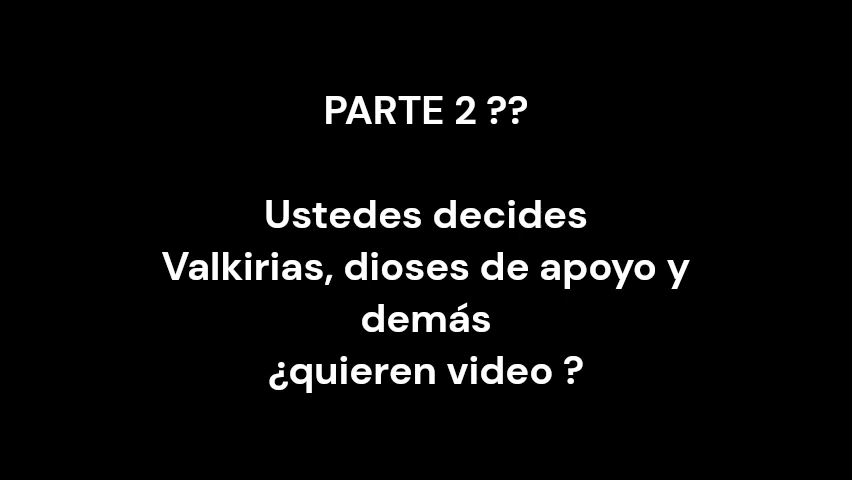 PARTE 2 ??
Ustedes decides
Valkirias, dioses de apoyo y
demás
¿quieren video ?